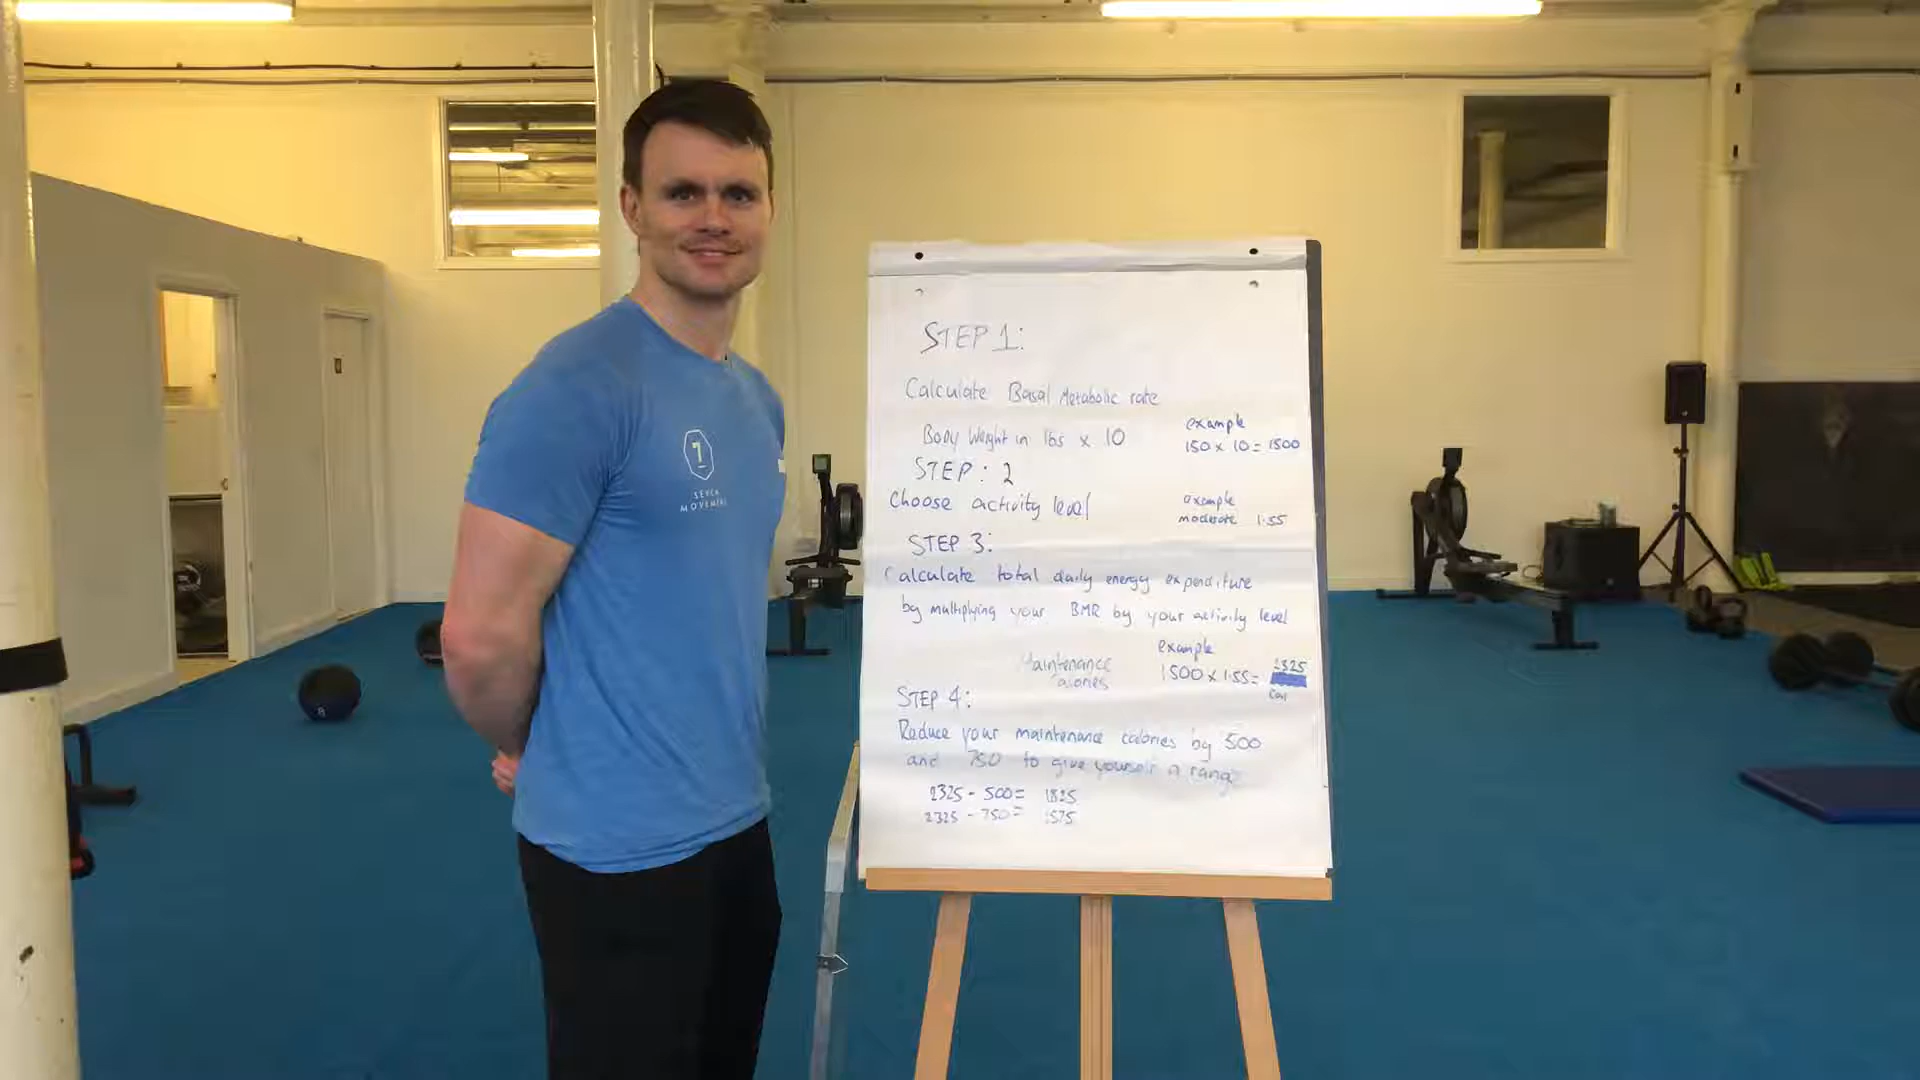 STEP 1:
Calculate Basal Metabolic rate
Body Weight in lbs x 10
example
150 x 10 = 1500
STEP: 2
Choose activity level
example
moderate 1.55
STEP 3:
Calculate total daily energy expenditure
by multiplying your BMR by your activity level
example
Maintenance
Calories
1500 x 1.55 = 2325
STEP 4:
Reduce your maintenance calories by 500
and 750 to give yourself a range
2325 - 500 = 1825
2325 - 750 = 1575
7
SEVEN
MOVEMENT
8